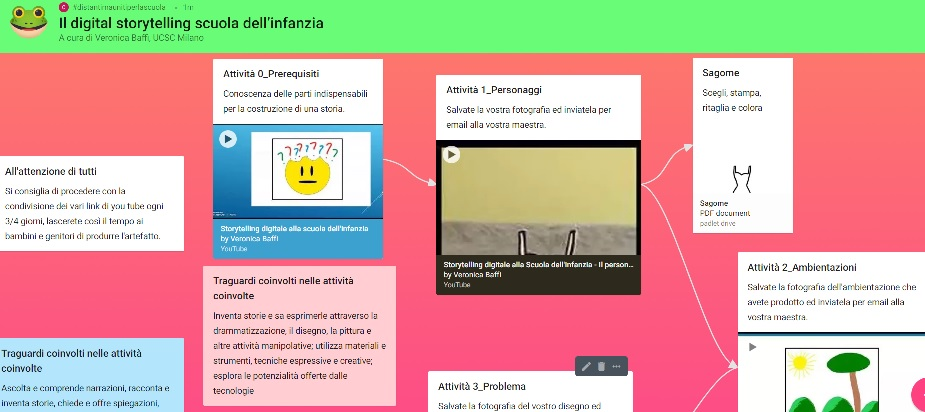 #distantimauniti​perlascuola • 1m
Il digital storytelling scuola dell'infanzia
A cura di Veronica Baffi, UCSC Milano
All'attenzione di tutti
Si consiglia di procedere con la
condivisione dei vari link di you tube ogni
3/4 giorni, lascerete così il tempo ai
bambini e genitori di produrre l'artefatto.
Traguardi coinvolti nelle attività
coinvolte
Ascolta e comprende narrazioni, racconta e
inventa storie, chiede e offre spiegazioni,
Attività 0_Prerequisiti
Conoscenza delle parti indispensabili
per la costruzione di una storia.
???????
Storytelling digitale alla scuola dell'infanzia
by Veronica Baffi
YouTube
Traguardi coinvolti nelle attività
coinvolte
Inventa storie e sa esprimerle attraverso la
drammatizzazione, il disegno, la pittura e
altre attività manipolative; utilizza materiali e
strumenti, tecniche espressive e creative;
esplora le potenzialità offerte dalle
tecnologie
Attività 1_Personaggi
Salvate la vostra fotografia ed inviatela per
email alla vostra maestra.
Storytelling digitale alla Scuola dell'Infanzia - Il person...
by Veronica Baffi
YouTube
Attività 3_Problema
Salvate la fotografia del vostro disegno ed
Sagome
Scegli, stampa,
ritaglia e colora
Sagome
PDF document
padlet drive
Attività 2_Ambientazioni
Salvate la fotografia dell'ambientazione che
avete prodotto ed inviatela per email alla
vostra maestra.